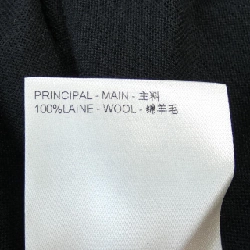 PRINCIPAL - MAIN - 主料
100%LAINE - WOOL - 绵羊毛